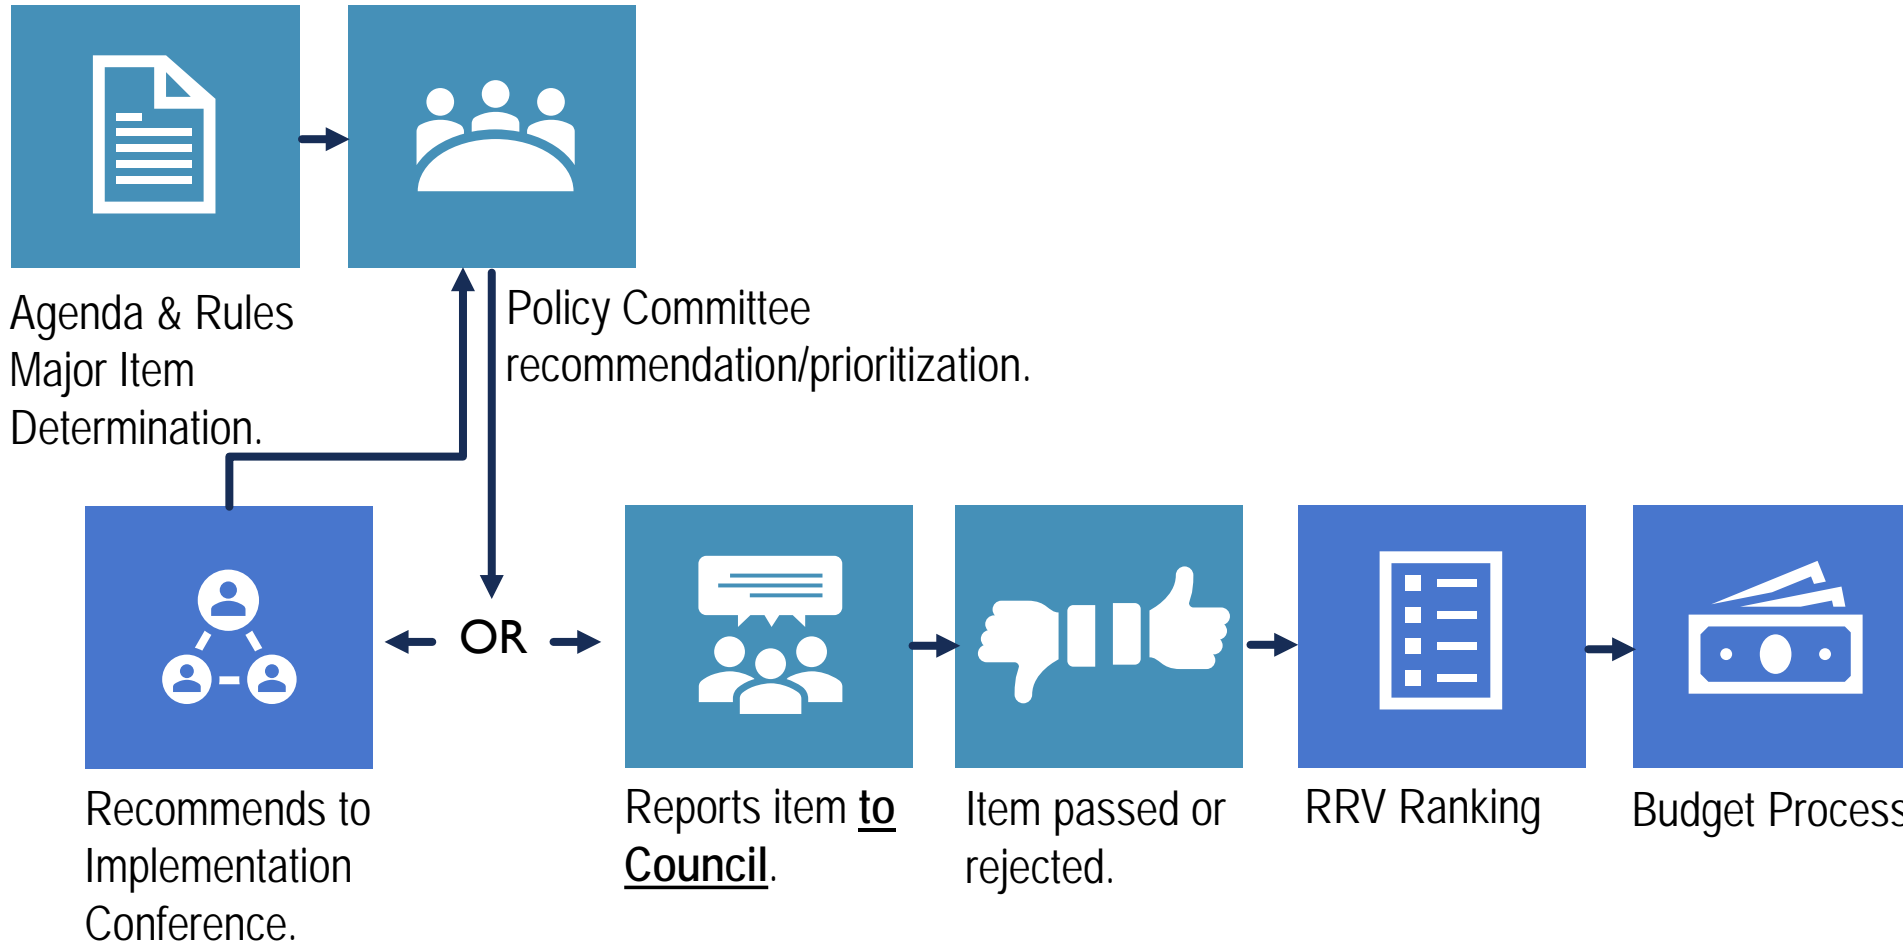 Agenda & Rules
Major Item
Determination.
Policy Committee
recommendation/prioritization.
OR
Recommends to
Implementation
Conference.
Reports item to
Council.
Item passed or
rejected.
RRV Ranking
Budget Process